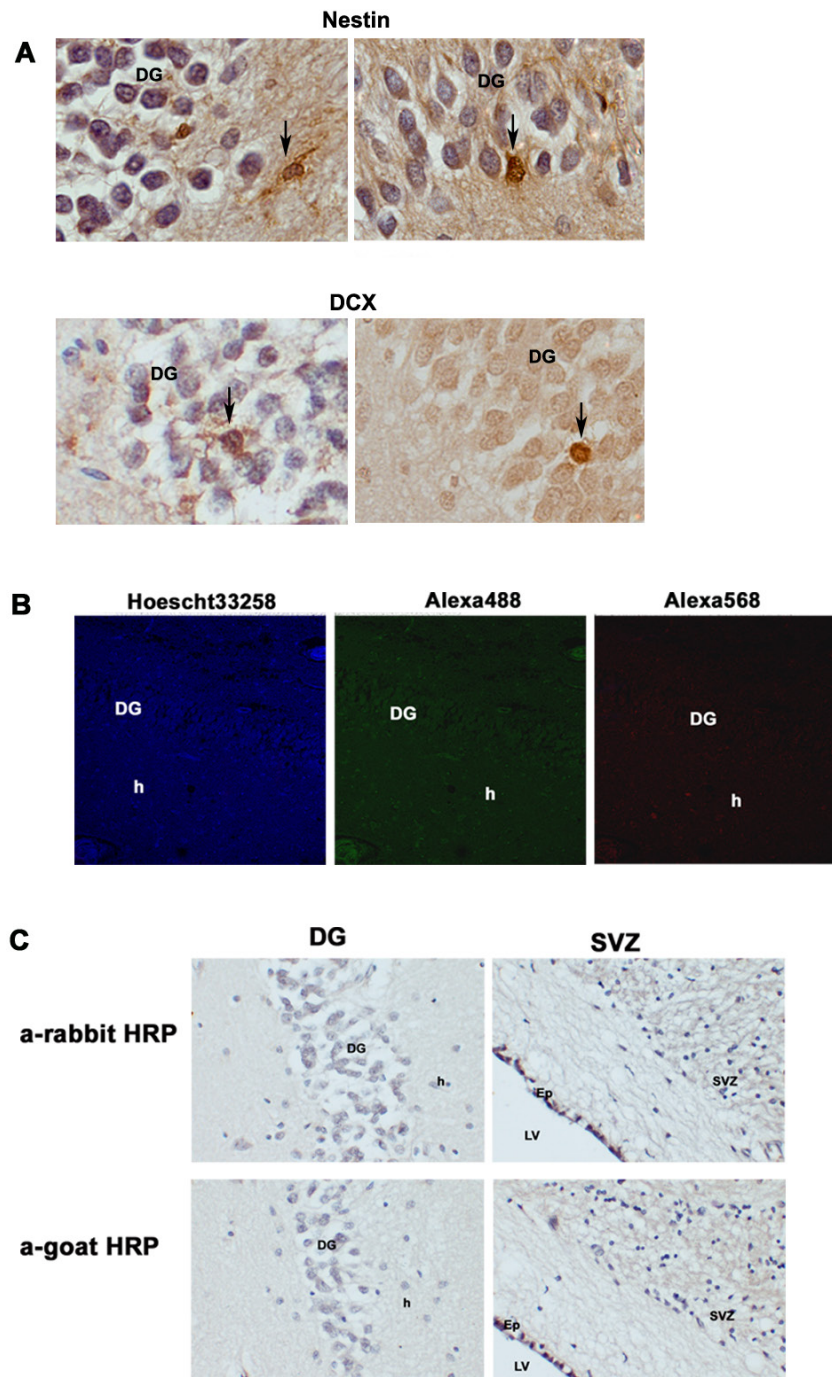 Nestin
A
DG
DG
DCX
DG
DG
B
Hoescht33258 Alexa488 Alexa568
DG
DG
DG
h
h
h
C
DG SVZ
a-rabbit HRP
DG
h
Ep
SVZ
LV
a-goat HRP
DG
h
Ep
SVZ
LV